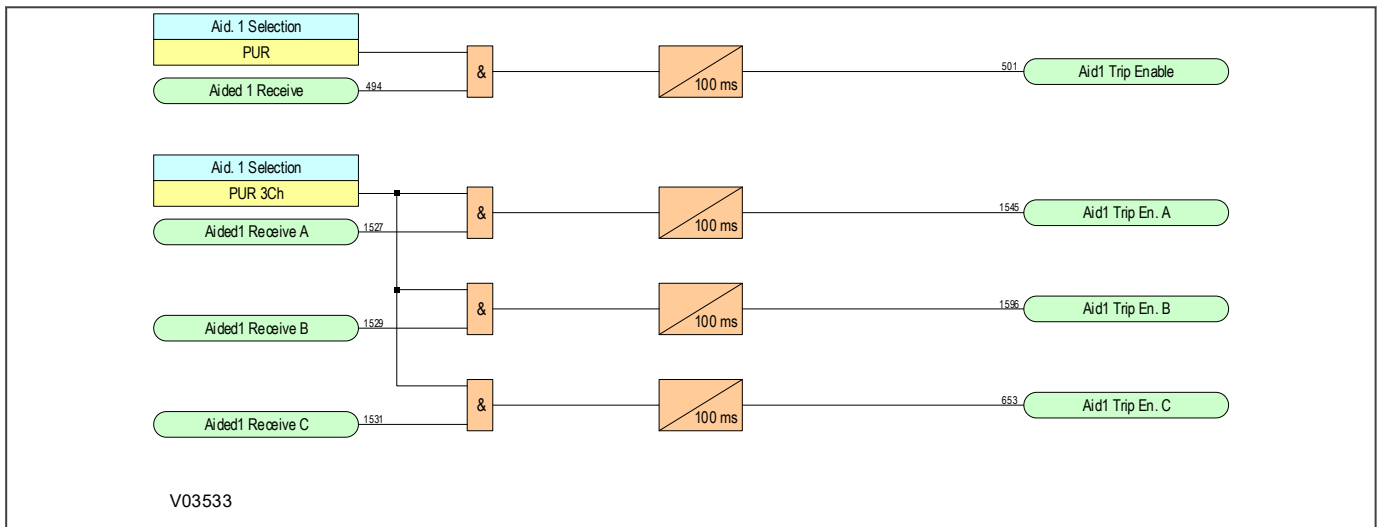 Aid. 1 Selection
PUR
Aided 1 Receive
494
&
100 ms
501
Aid1 Trip Enable
Aid. 1 Selection
PUR 3Ch
Aided1 Receive A
1527
&
100 ms
1545
Aid1 Trip En. A
Aided1 Receive B
1529
&
100 ms
1596
Aid1 Trip En. B
Aided1 Receive C
1531
&
100 ms
653
Aid1 Trip En. C
V03533